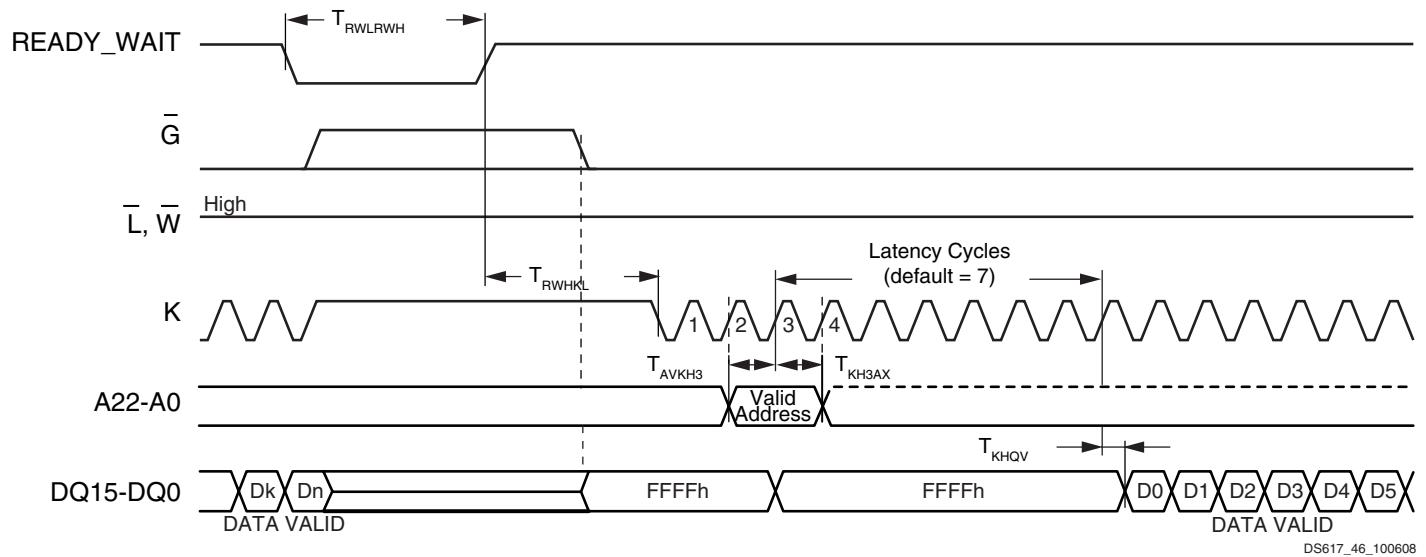 T_RWLRWH
READY_WAIT
G̅
High
L̅, W̅
Latency Cycles
(default = 7)
T_RWHKL
K
1 2 3 4
T_AVKH3 T_KH3AX
A22-A0
Valid
Address
T_KHQV
DQ15-DQ0 Dk Dn FFFFh FFFFh D0 D1 D2 D3 D4 D5
DATA VALID DATA VALID
DS617_46_100608